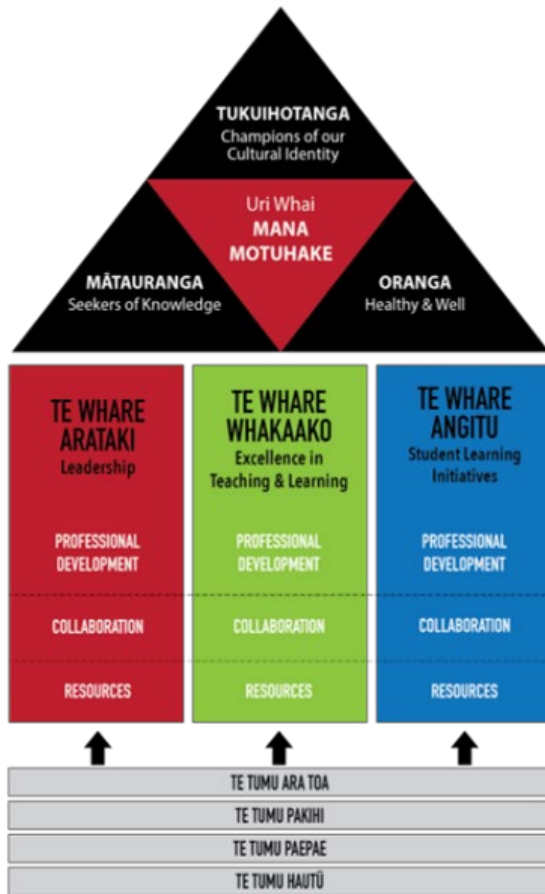 TUKUIHOTANGA
Champions of our
Cultural Identity
Uri Whai
MANA
MOTUHAKE
MĀTAURANGA
Seekers of Knowledge
ORANGA
Healthy & Well
TE WHARE
ARATAKI
Leadership
PROFESSIONAL
DEVELOPMENT
COLLABORATION
RESOURCES
TE WHARE
WHAKAAKO
Excellence in
Teaching & Learning
PROFESSIONAL
DEVELOPMENT
COLLABORATION
RESOURCES
TE WHARE
ANGITU
Student Learning
Initiatives
PROFESSIONAL
DEVELOPMENT
COLLABORATION
RESOURCES
TE TUMU ARA TOA
TE TUMU PAKIHI
TE TUMU PAEPAE
TE TUMU HAUTŪ